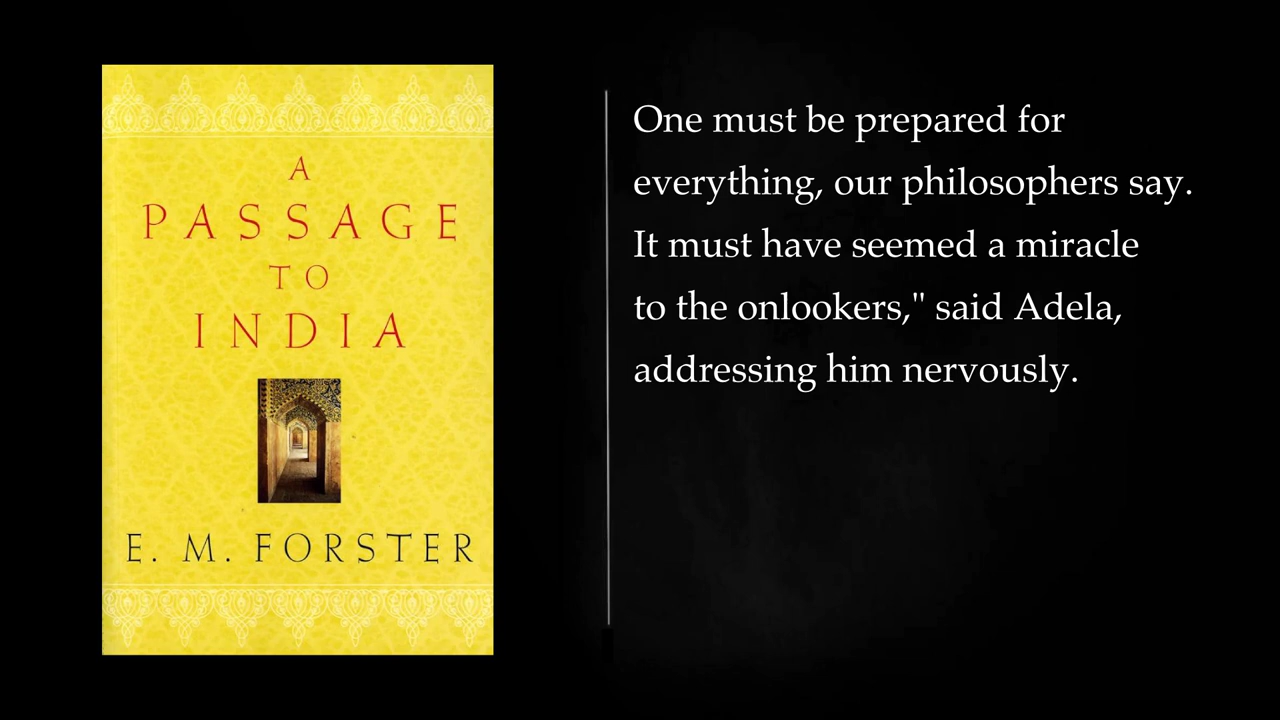 A
PASSAGE
TO
INDIA
E. M. FORSTER
One must be prepared for
everything, our philosophers say.
It must have seemed a miracle
to the onlookers," said Adela,
addressing him nervously.